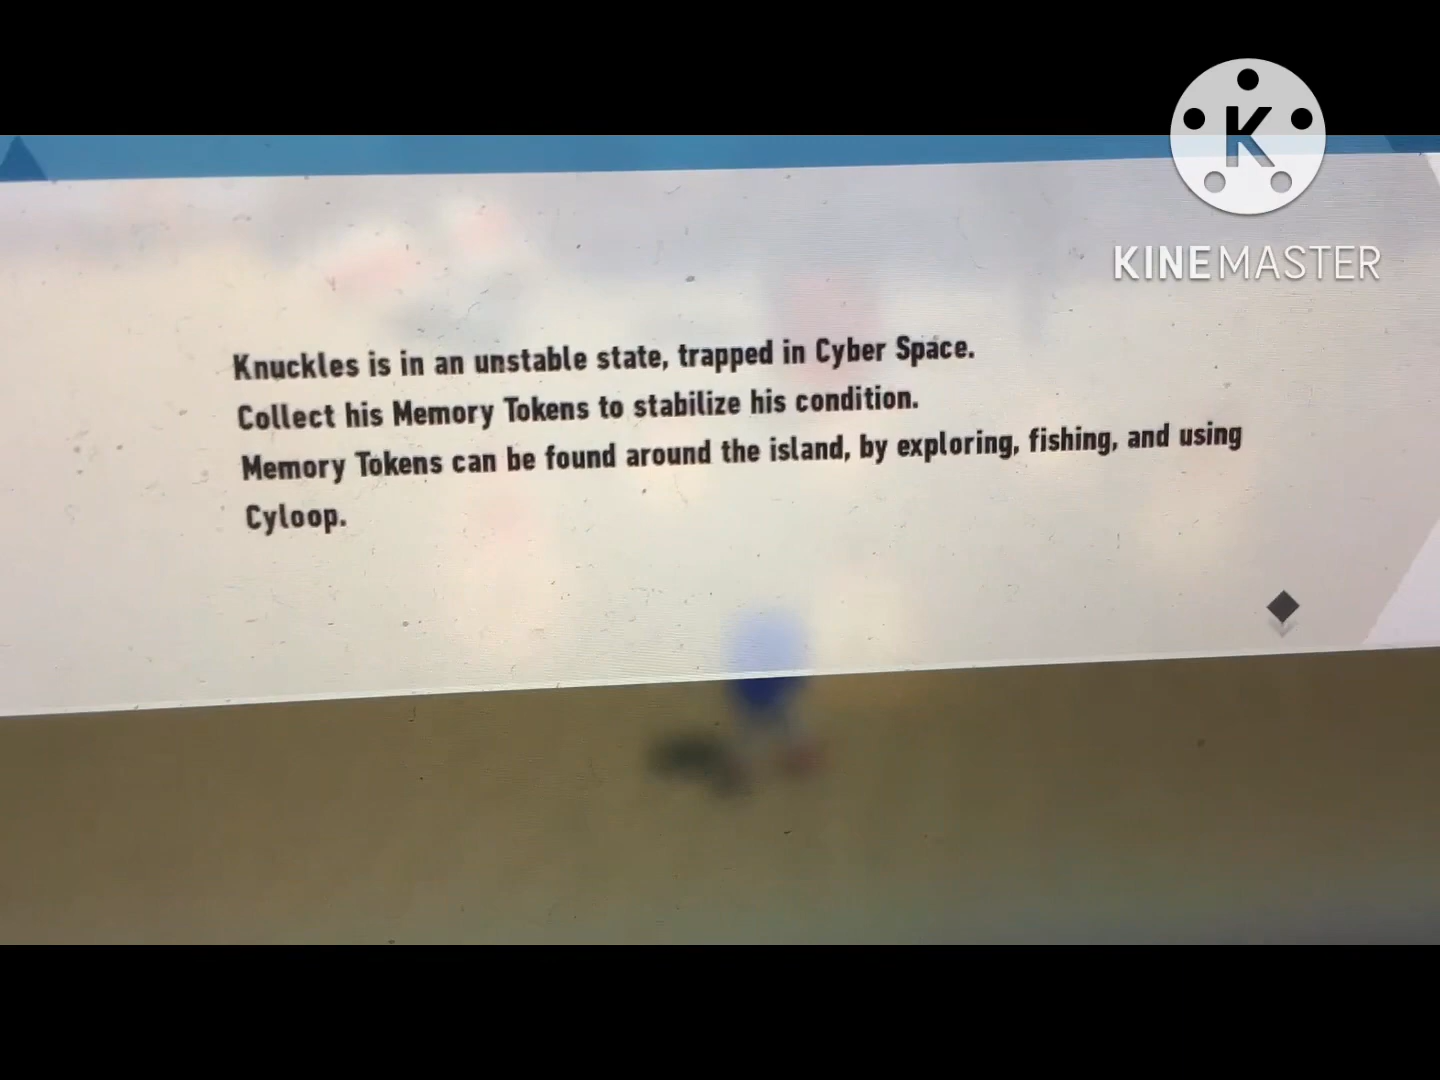 K
KINEMASTER
Knuckles is in an unstable state, trapped in Cyber Space.
Collect his Memory Tokens to stabilize his condition.
Memory Tokens can be found around the island, by exploring, fishing, and using
Cyloop.